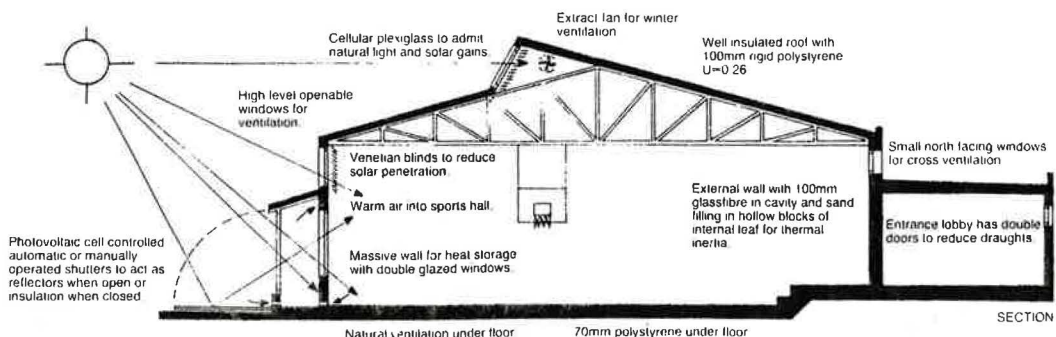 Extract fan for winter
ventilation
Cellular plexiglass to admit
natural light and solar gains.
Well insulated roof with
100mm rigid polystyrene
U=0.26
High level openable
windows for
ventilation.
Small north facing windows
for cross ventilation
Venetian blinds to reduce
solar penetration.
External wall with 100mm
glassfibre in cavity and sand
filling in hollow blocks of
internal leaf for thermal
inertia.
Warm air into sports hall.
Entrance lobby has double
doors to reduce draughts.
Photovoltaic cell controlled
automatic or manually
operated shutters to act as
reflectors when open or
insulation when closed
Massive wall for heat storage
with double glazed windows.
SECTION
Natural ventilation under floor
70mm polystyrene under floor